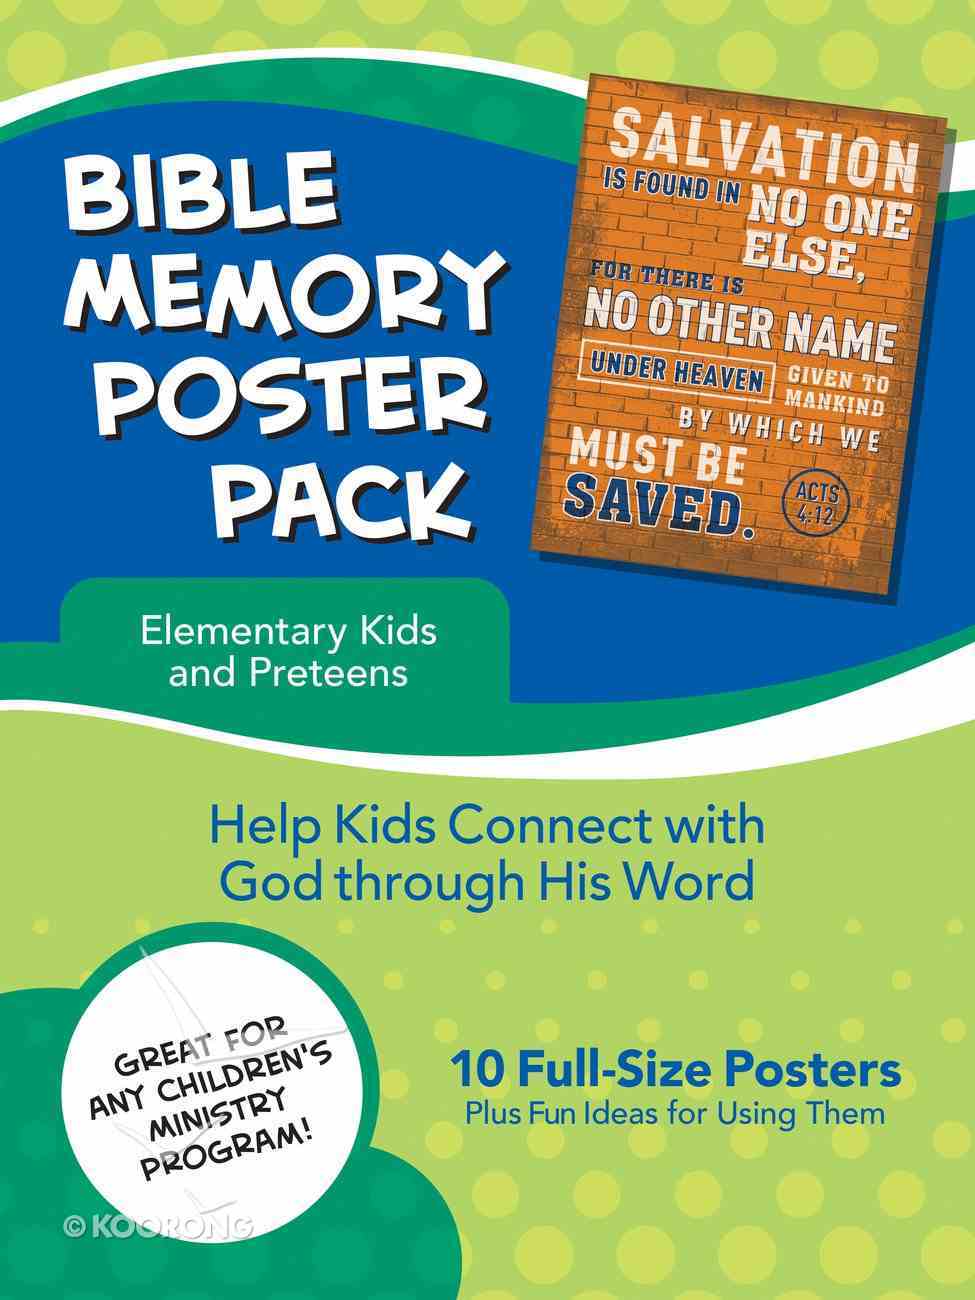 BIBLE
MEMORY
POSTER
PACK
SALVATION
IS FOUND IN NO ONE
ELSE,
FOR THERE IS
NO OTHER NAME
UNDER HEAVEN GIVEN TO
MANKIND
BY WHICH WE
MUST BE
SAVED.
ACTS
4:12
Elementary Kids
and Preteens
Help Kids Connect with
God through His Word
GREAT FOR
ANY CHILDREN'S
MINISTRY
PROGRAM!
10 Full-Size Posters
Plus Fun Ideas for Using Them
© KOORONG